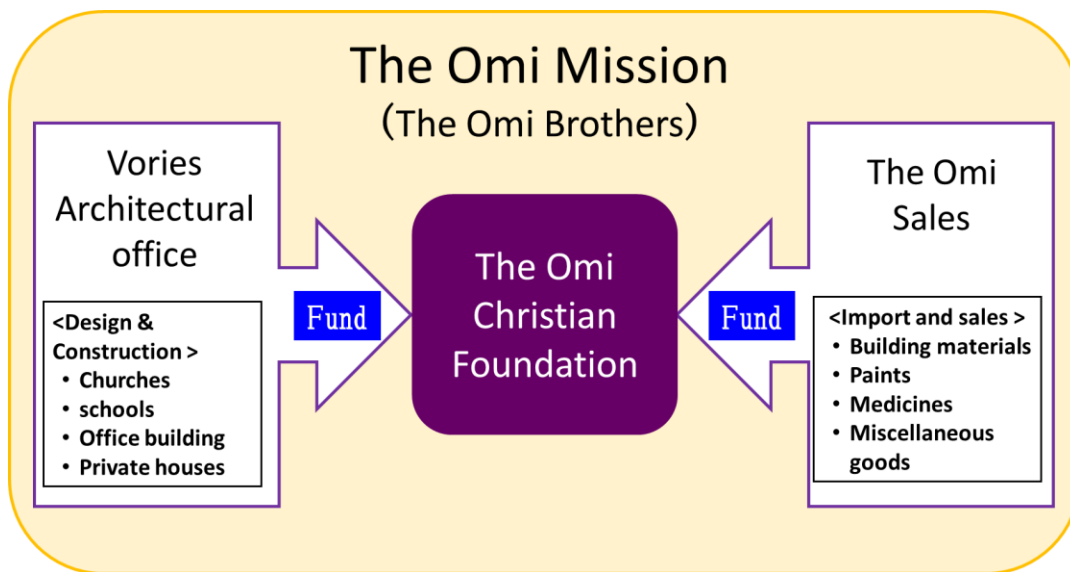 The Omi Mission
(The Omi Brothers)
Vories
Architectural
office
<Design &
Construction >
・ Churches
・ schools
・ Office building
・ Private houses
Fund
The Omi
Christian
Foundation
Fund
The Omi
Sales
<Import and sales >
・ Building materials
・ Paints
・ Medicines
・ Miscellaneous
goods